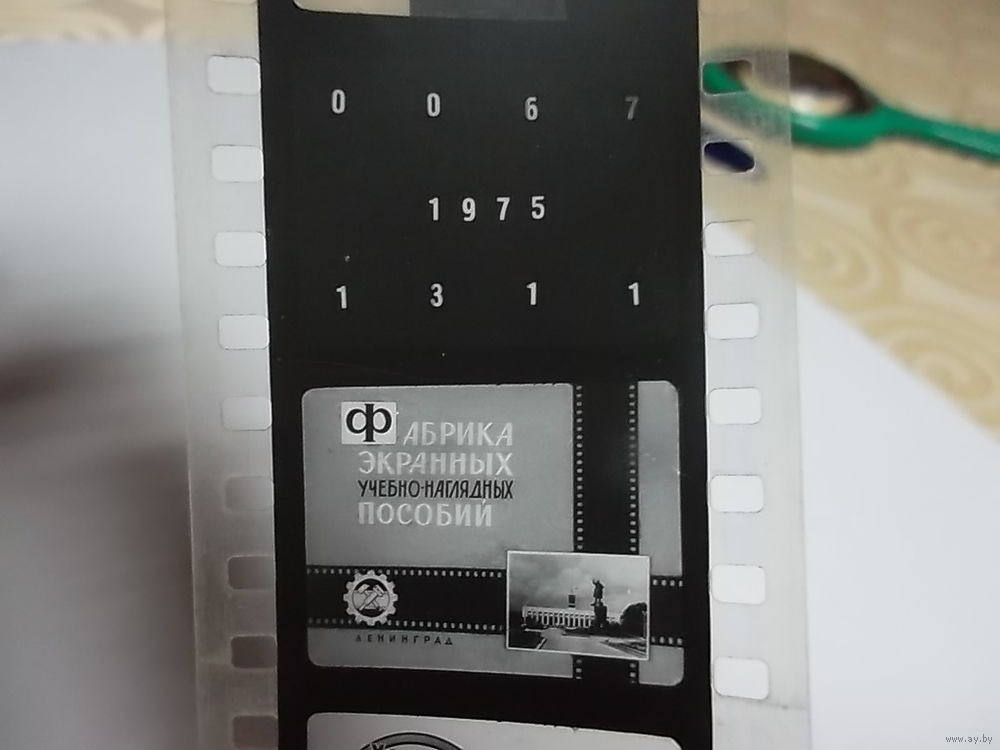 0 0 6 7
1975
1 3 1 1
ФАБРИКА
ЭКРАННЫХ
УЧЕБНО-НАГЛЯДНЫХ
ПОСОБИЙ
ЛЕНИНГРАД
www.ay.by